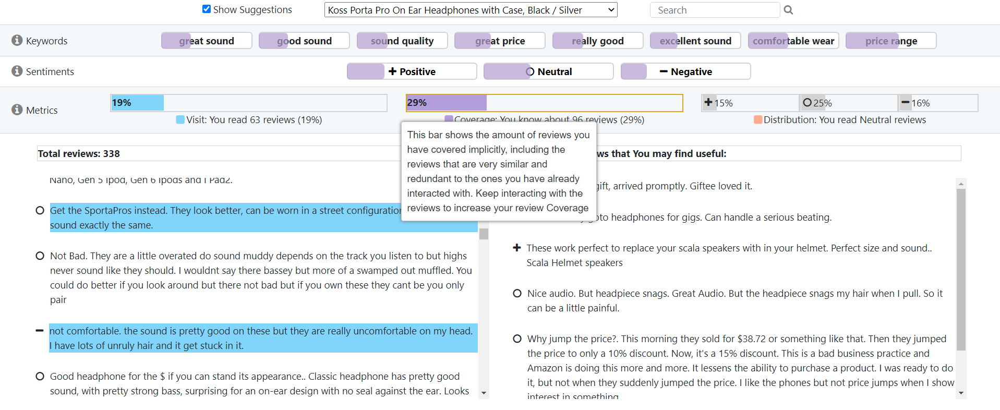 Show Suggestions
Koss Porta Pro On Ear Headphones with Case, Black / Silver
Search
Keywords
great sound
good sound
sound quality
great price
really good
excellent sound
comfortable wear
price range
Sentiments
Positive
Neutral
Negative
Metrics
19%
29%
15%
25%
16%
Visit: You read 63 reviews (19%)
Coverage: You know about 96 reviews (29%)
Distribution: You read Neutral reviews
This bar shows the amount of reviews you
have covered implicitly, including the
reviews that are very similar and
redundant to the ones you have already
interacted with. Keep interacting with the
reviews to increase your review Coverage
Total reviews: 338
Nano, Gen 5 Ipod, Gen 6 Ipods and I Pad2.
Get the SportaPros instead. They look better, can be worn in a street configuration
sound exactly the same.
Not Bad. They are a little overated do sound muddy depends on the track you listen to but highs
never sound like they should. I wouldnt say there bassey but more of a swamped out muffled. You
could do better if you look around but there not bad but if you own these they cant be you only
pair
not comfortable. the sound is pretty good on these but they are really uncomfortable on my head.
I have lots of unruly hair and it get stuck in it.
Good headphone for the $ if you can stand its appearance.. Classic headphone has pretty good
sound, with pretty strong bass, surprising for an on-ear design with no seal against the ear. Looks
that You may find useful:
gift, arrived promptly. Giftee loved it.
headphones for gigs. Can handle a serious beating.
These work perfect to replace your scala speakers with in your helmet. Perfect size and sound..
Scala Helmet speakers
Nice audio. But headpiece snags. Great Audio. But the headpiece snags my hair when I pull. So it
can be a little painful.
Why jump the price?. This morning they sold for $38.72 or something like that. Then they jumped
the price to only a 10% discount. Now, it's a 15% discount. This is a bad business practice and
Amazon is doing this more and more. It lessens the ability to purchase a product. I was ready to do
it, but not when they suddenly jumped the price. I like the phones but not price jumps when I show
interest in something